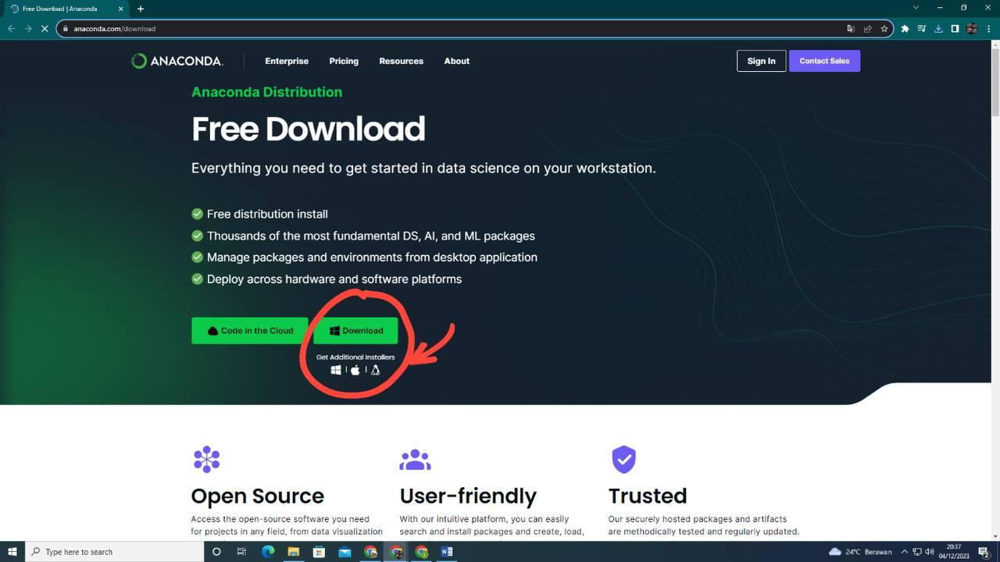 Free Download | Anaconda
anaconda.com/download
ANACONDA.
Enterprise Pricing Resources About
Sign In
Contact Sales
Anaconda Distribution
Free Download
Everything you need to get started in data science on your workstation.
Free distribution install
Thousands of the most fundamental DS, AI, and ML packages
Manage packages and environments from desktop application
Deploy across hardware and software platforms
Code in the Cloud
Download
Get Additional Installers
Open Source
Access the open-source software you need
for projects in any field, from data visualization
User-friendly
With our intuitive platform, you can easily
search and install packages and create, load,
Trusted
Our securely hosted packages and artifacts
are methodically tested and regularly updated.
Type here to search
24°C Berawan
20:37
04/12/2023
2